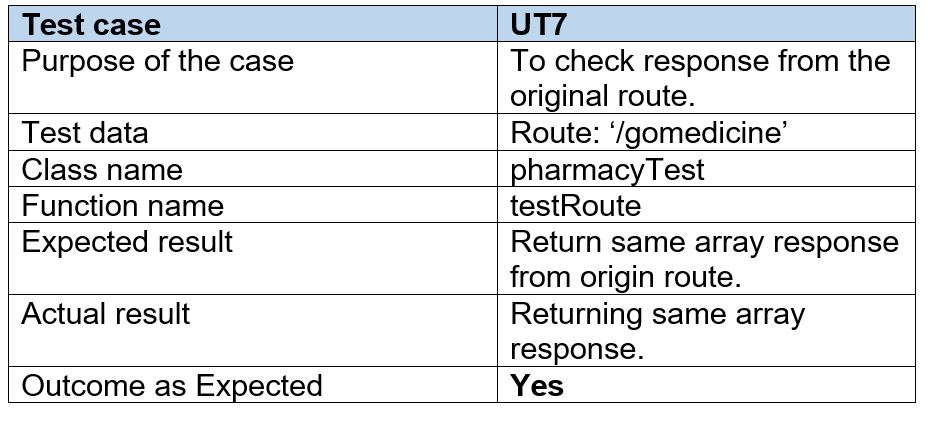 Test case UT7
Purpose of the case To check response from the
original route.
Test data Route: ‘/gomedicine’
Class name pharmacyTest
Function name testRoute
Expected result Return same array response
from origin route.
Actual result Returning same array
response.
Outcome as Expected Yes